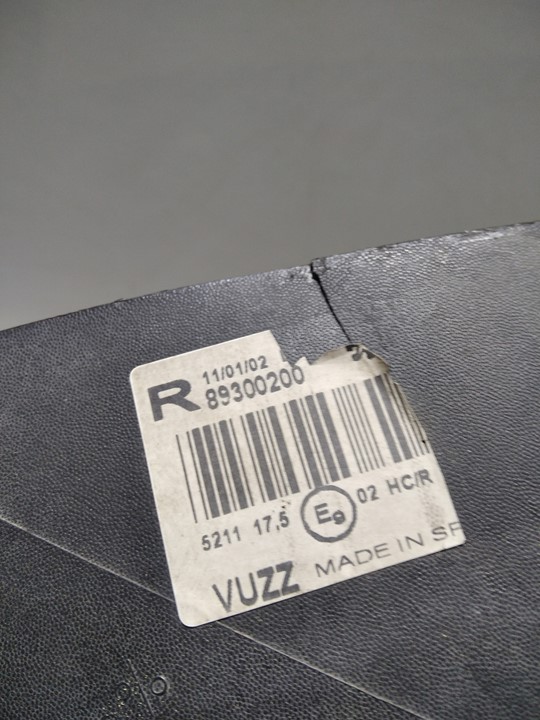 R 11/01/02
89300200
5211 17,5 E9 02 HC/R
VUZZ MADE IN SP